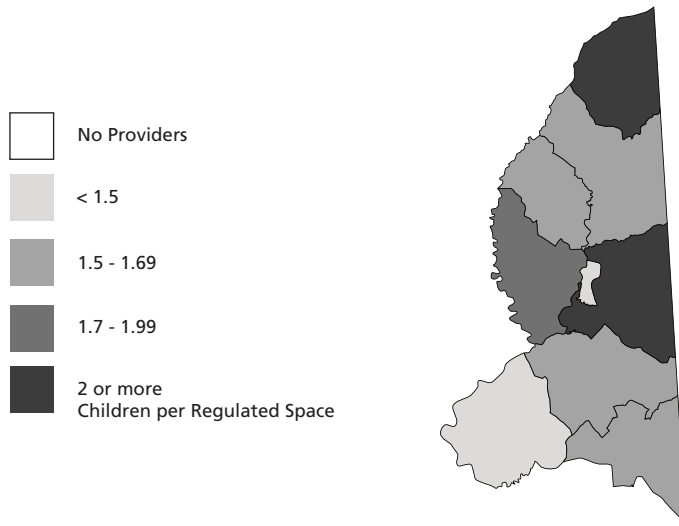 No Providers
< 1.5
1.5 - 1.69
1.7 - 1.99
2 or more
Children per Regulated Space